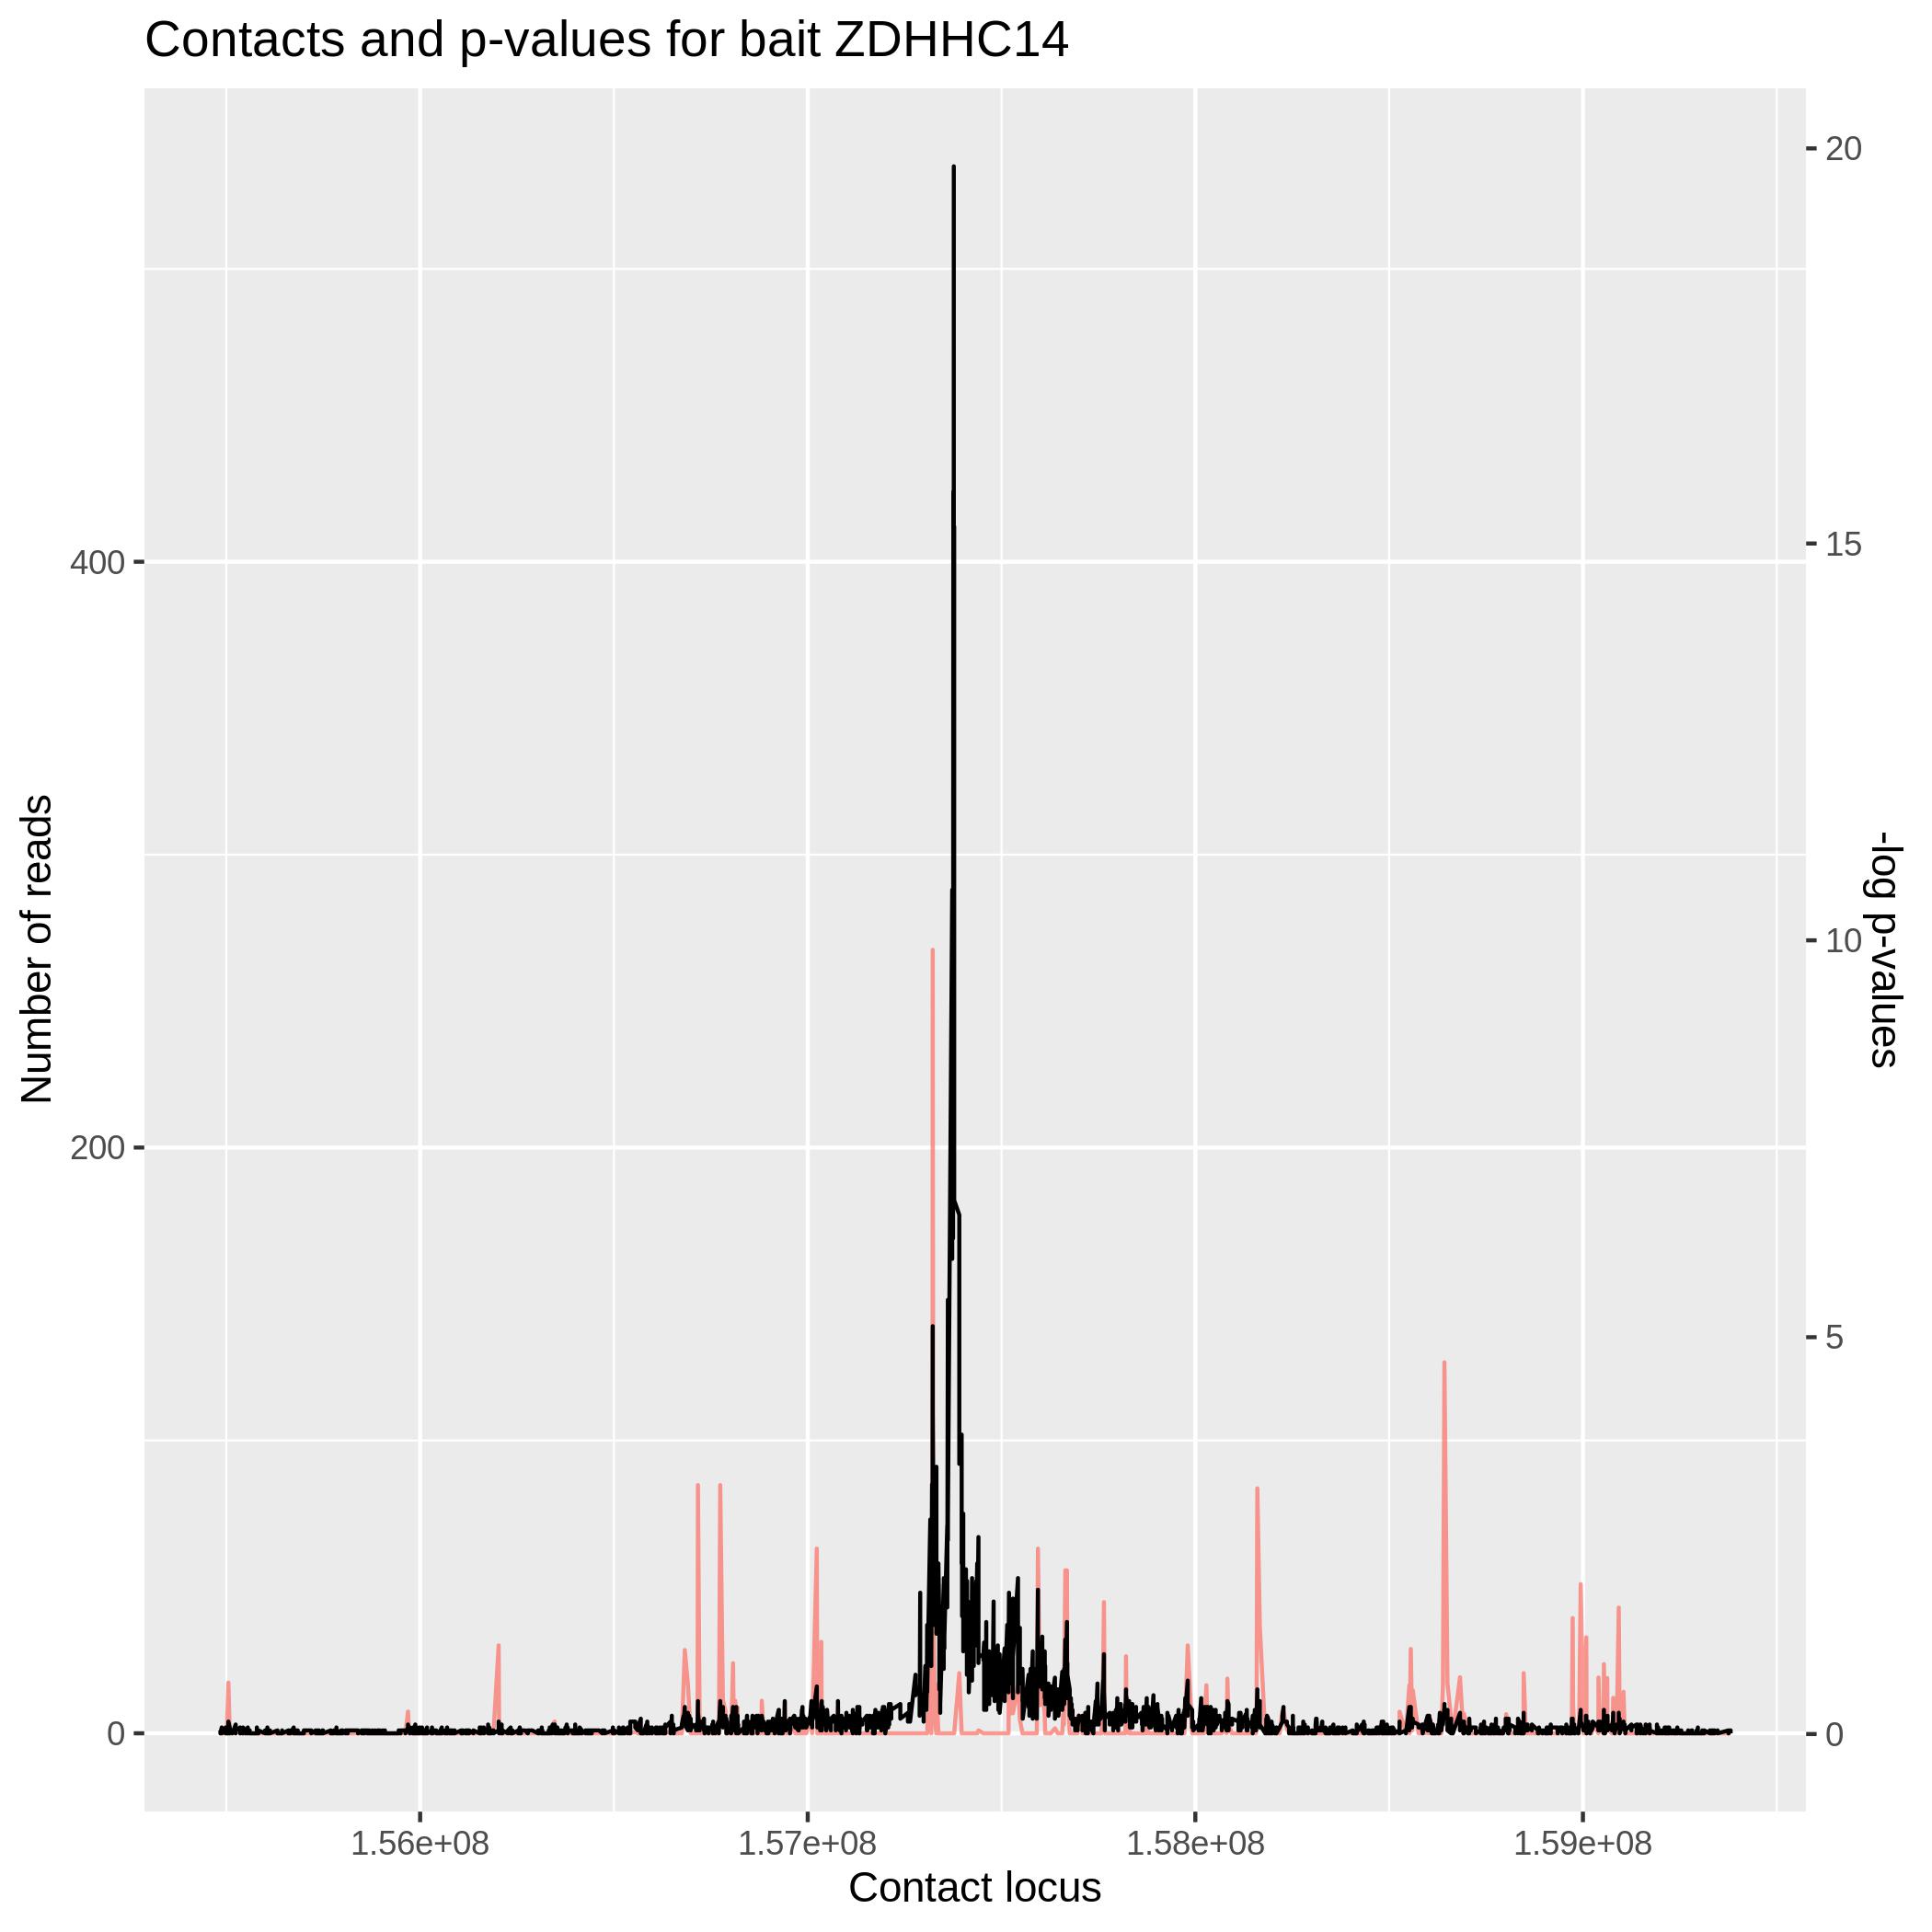 Contacts and p-values for bait ZDHHC14
Number of reads
400
200
0
20
15
10
5
0
-log p-values
1.56e+08
1.57e+08
1.58e+08
1.59e+08
Contact locus